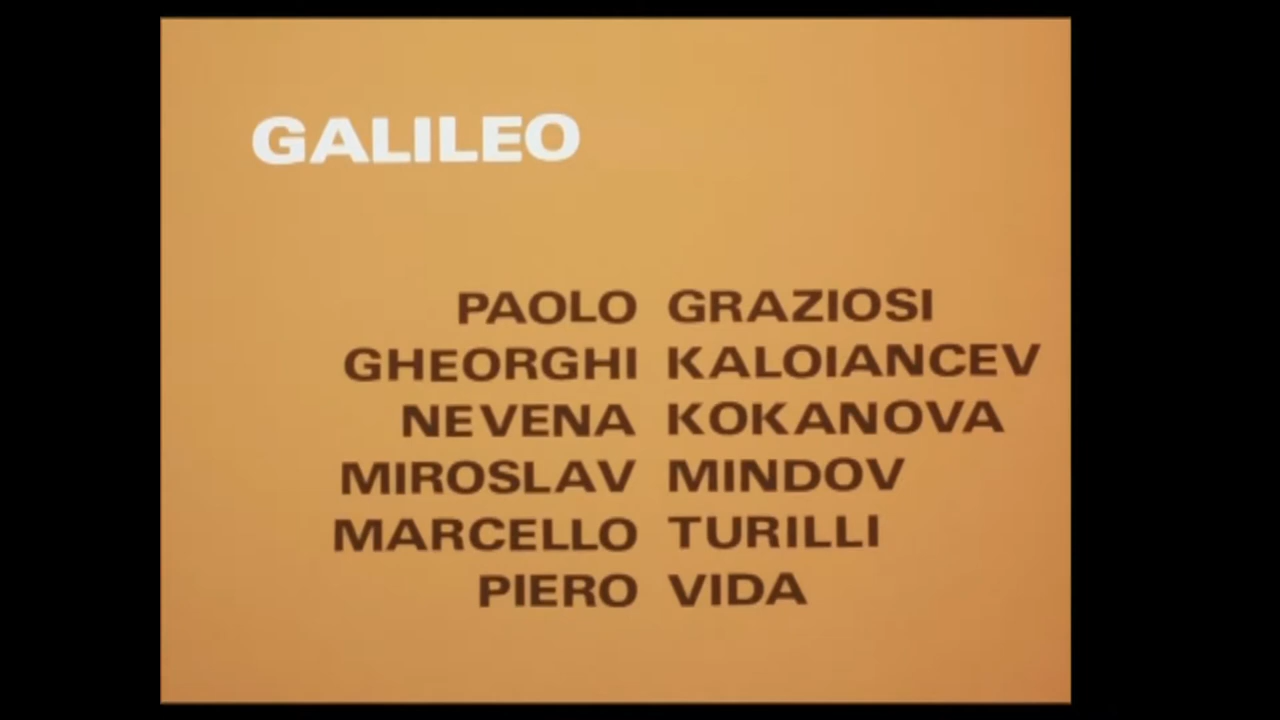 GALILEO
PAOLO GRAZIOSI
GHEORGHI KALOIANCEV
NEVENA KOKANOVA
MIROSLAV MINDOV
MARCELLO TURILLI
PIERO VIDA